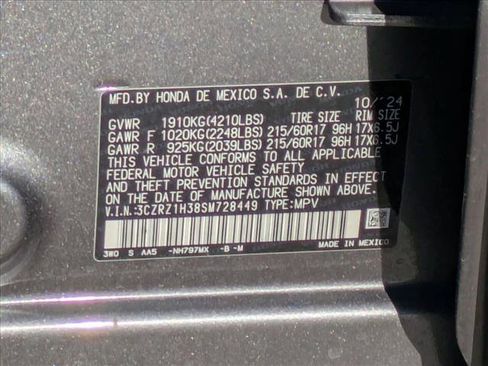 MFD.BY HONDA DE MEXICO S.A. DE C.V.
10/'24
GVWR 1910KG(4210LBS) TIRE SIZE RIM SIZE
GAWR F 1020KG(2248LBS) 215/60R17 96H 17X6.5J
GAWR R 925KG(2039LBS) 215/60R17 96H 17X6.5J
THIS VEHICLE CONFORMS TO ALL APPLICABLE
FEDERAL MOTOR VEHICLE SAFETY
AND THEFT PREVENTION STANDARDS IN EFFECT
ON THE DATE OF MANUFACTURE SHOWN ABOVE.
V.I.N.:3CZRZ1H38SM728449 TYPE:MPV
3W0 S AA5 -NH797MX -B -M MADE IN MEXICO